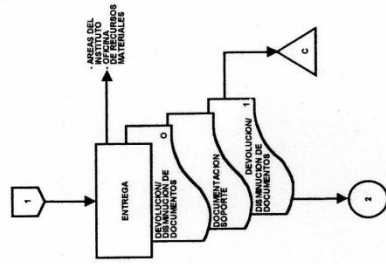 1
- AREAS DEL
INSTITUTO
- OFICINA
DE RECURSOS
MATERIALES
ENTREGA
DEVOLUCION/
DISMINUCION DE
DOCUMENTOS
O
DOCUMENTACION
SOPORTE
DEVOLUCION/
DISMINUCION DE
DOCUMENTOS
1
C
2